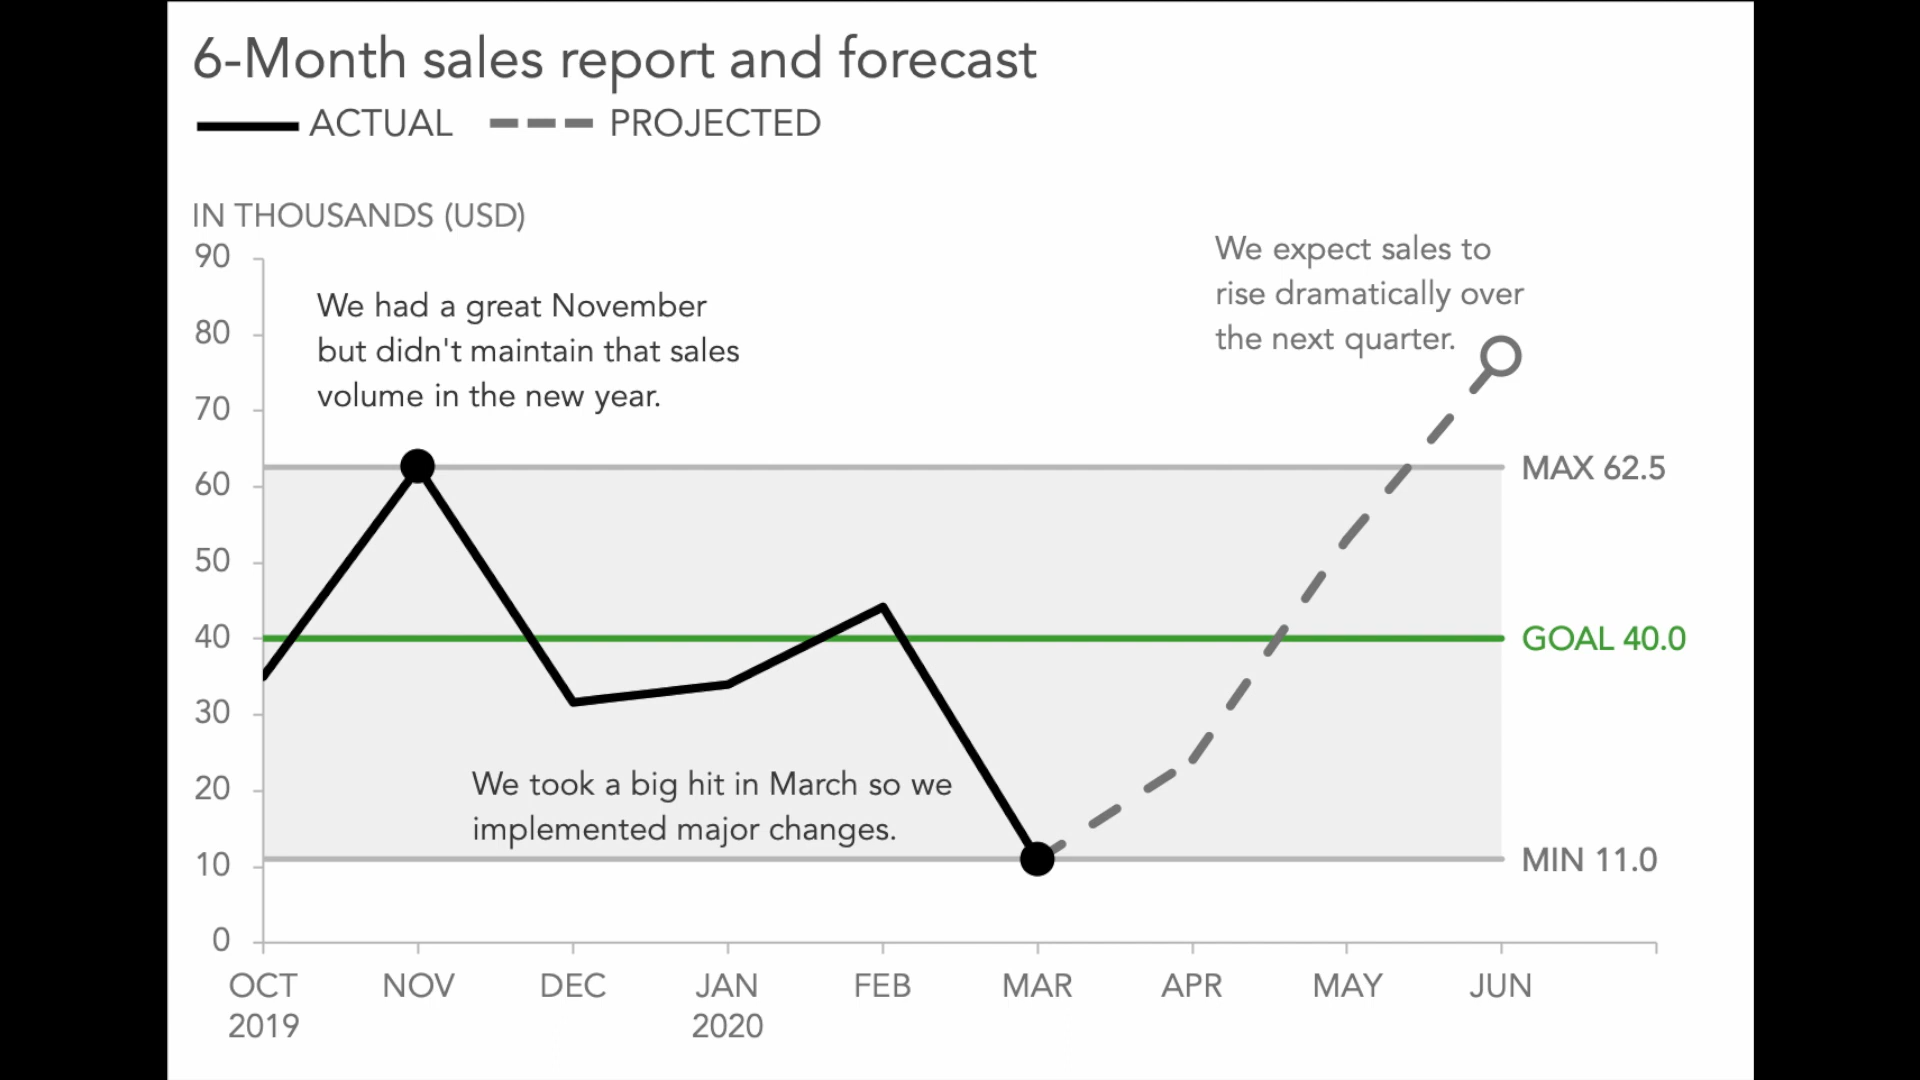 6-Month sales report and forecast
ACTUAL PROJECTED
IN THOUSANDS (USD)
90
80
70
60
50
40
30
20
10
0
We had a great November
but didn't maintain that sales
volume in the new year.
We expect sales to
rise dramatically over
the next quarter.
We took a big hit in March so we
implemented major changes.
MAX 62.5
GOAL 40.0
MIN 11.0
OCT NOV DEC JAN FEB MAR APR MAY JUN
2019 2020